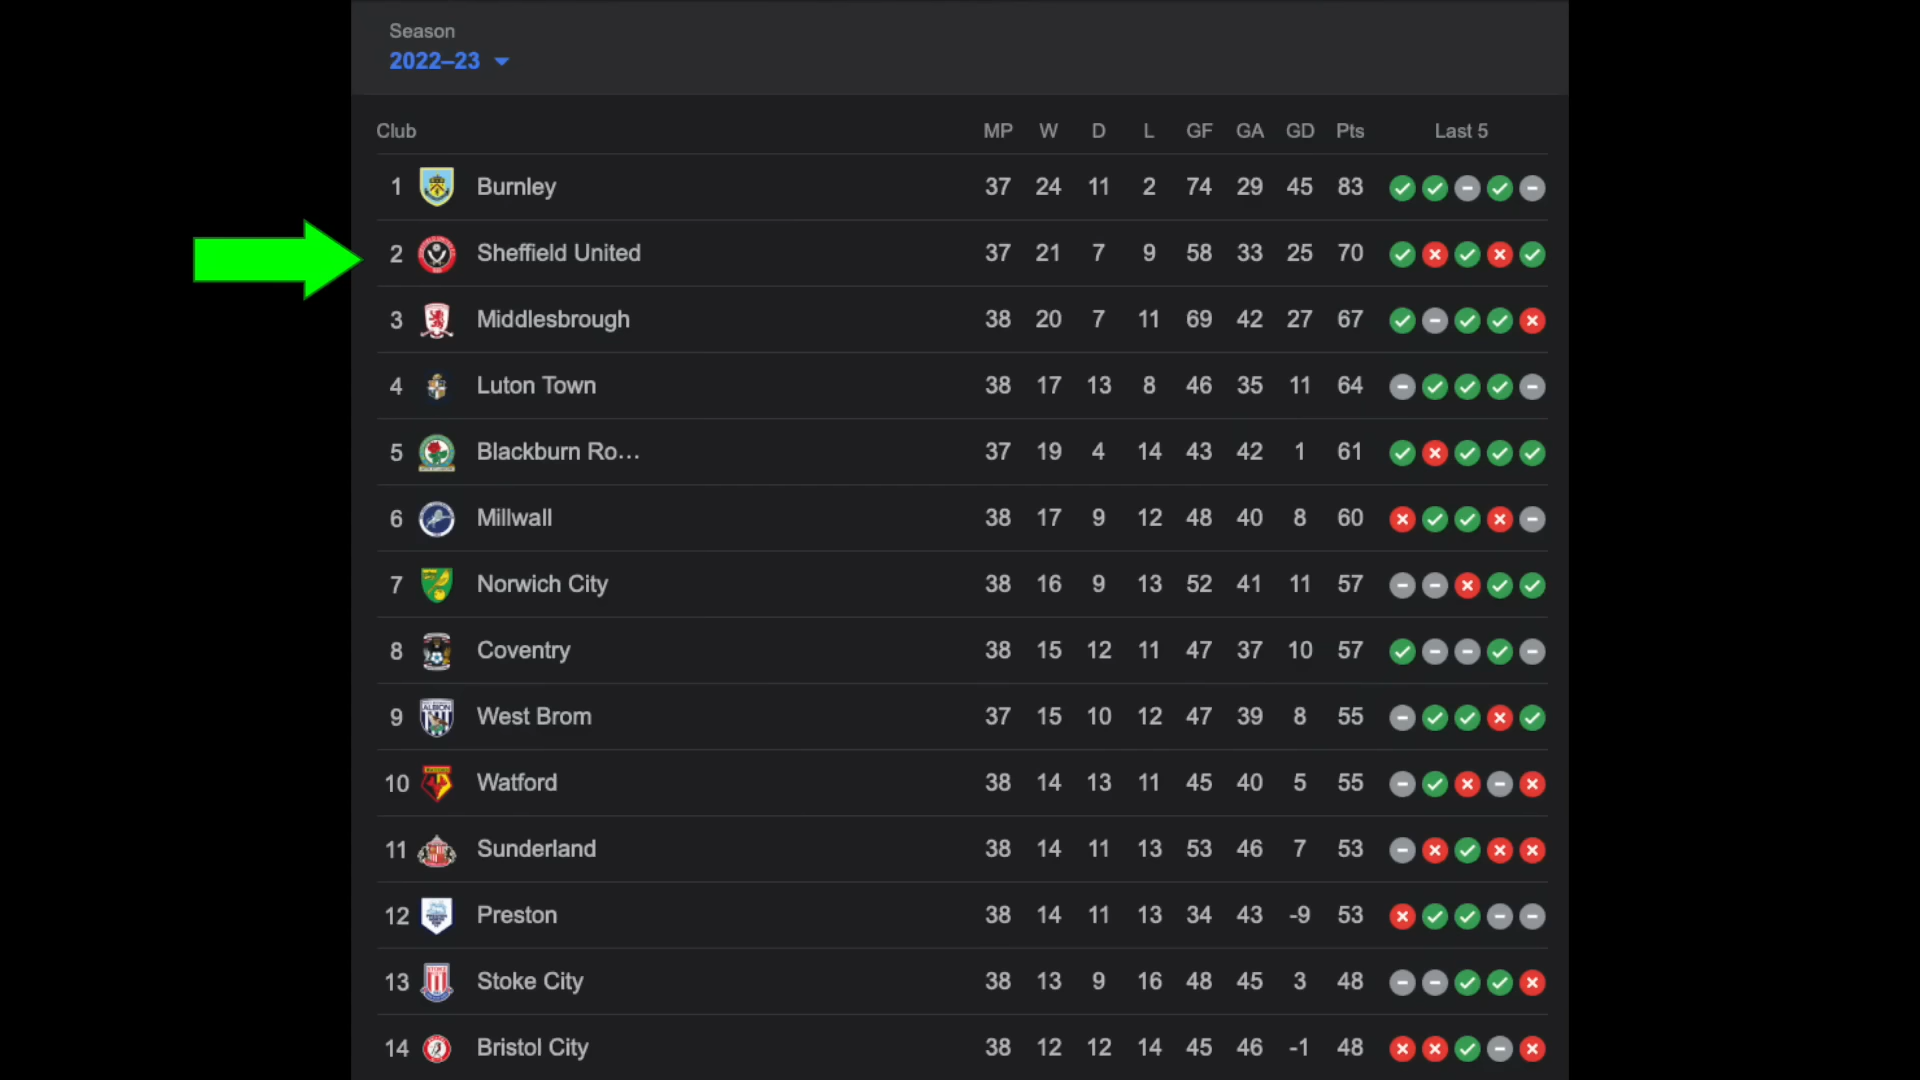 Season
2022–23
Club MP W D L GF GA GD Pts Last 5
1 Burnley 37 24 11 2 74 29 45 83
2 Sheffield United 37 21 7 9 58 33 25 70
3 Middlesbrough 38 20 7 11 69 42 27 67
4 Luton Town 38 17 13 8 46 35 11 64
5 Blackburn Ro... 37 19 4 14 43 42 1 61
6 Millwall 38 17 9 12 48 40 8 60
7 Norwich City 38 16 9 13 52 41 11 57
8 Coventry 38 15 12 11 47 37 10 57
9 West Brom 37 15 10 12 47 39 8 55
10 Watford 38 14 13 11 45 40 5 55
11 Sunderland 38 14 11 13 53 46 7 53
12 Preston 38 14 11 13 34 43 -9 53
13 Stoke City 38 13 9 16 48 45 3 48
14 Bristol City 38 12 12 14 45 46 -1 48